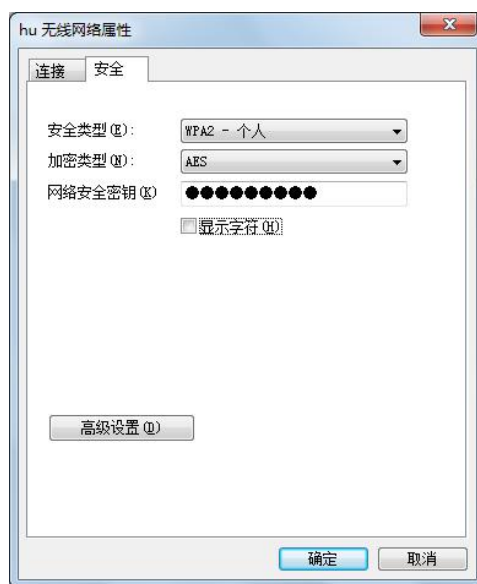 hu 无线网络属性
连接 安全
安全类型(E): WPA2 - 个人
加密类型(N): AES
网络安全密钥(K) ●●●●●●●●●
显示字符(H)
高级设置(D)
确定 取消